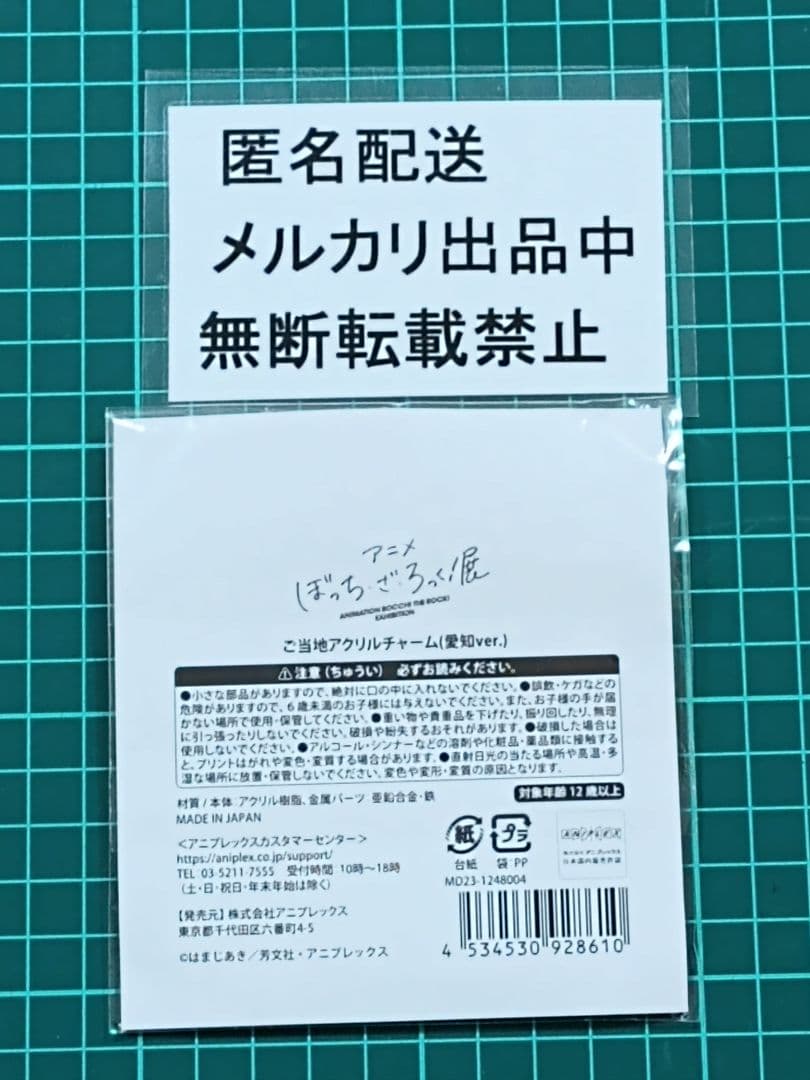 匿名配送
メルカリ出品中
無断転載禁止
アニメ
ぼっち・ざ・ろっく!展
ANIMATION BOCCHI THE ROCK!
EXHIBITION
ご当地アクリルチャーム(愛知ver.)
⚠注意(ちゅうい) 必ずお読みください。
●小さな部品がありますので、絶対に口の中に入れないでください。●誤飲・ケガなどの
危険がありますので、6歳未満のお子様には与えないでください。また、お子様の手が届
かない場所で使用・保管してください。●重い物や貴重品を下げたり、振り回したり、無理
に引っ張ったりしないでください。破損や紛失するおそれがあります。●破損した場合は
使用しないでください。●アルコール・シンナーなどの溶剤や化粧品・薬品類に接触する
と、プリントはがれや変色・変質する場合があります。●直射日光の当たる場所や高温・多
湿な場所に放置・保管しないでください。変色や変形・変質の原因となります。
対象年齢12歳以上
材質/本体:アクリル樹脂、金属パーツ:亜鉛合金・鉄
MADE IN JAPAN
<アニプレックスカスタマーセンター>
https://aniplex.co.jp/support/
TEL 03-5211-7555 受付時間 10時~18時
(土・日・祝日・年末年始は除く)
【発売元】株式会社アニプレックス
東京都千代田区六番町4-5
©はまじあき/芳文社・アニプレックス
紙
台紙
プラ
袋:PP
ANIPLEX
株式会社アニプレックス
日本国内販売許諾
MD23-1248004
4 534530 928610